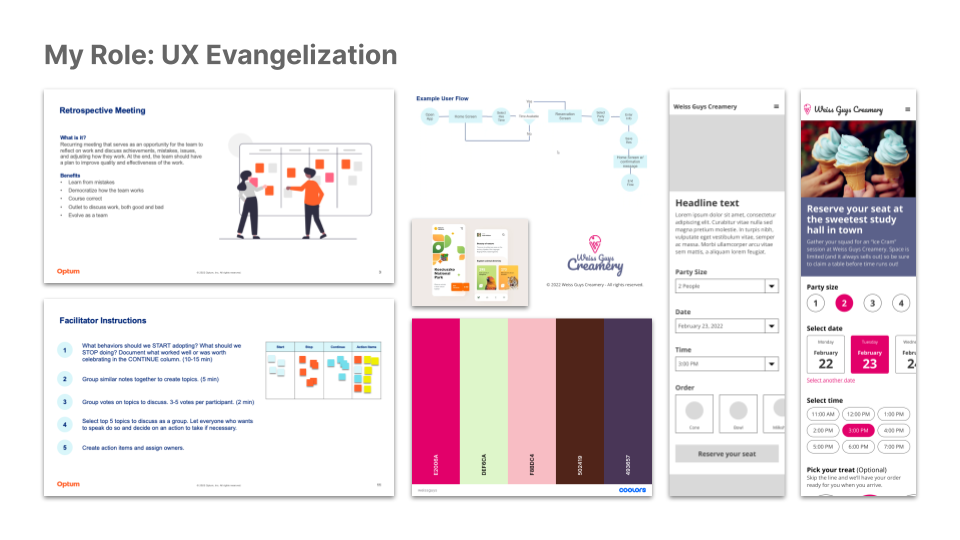 My Role: UX Evangelization
Retrospective Meeting
What is it?
Recurring meeting that serves as an opportunity for the team to
reflect on work and discuss achievements, mistakes, issues,
and adjusting how they work. At the end, the team should have
a plan to improve quality and effectiveness of the work.
Benefits
• Learn from mistakes
• Democratize how the team works
• Course correct
• Outlet to discuss work, both good and bad
• Evolve as a team
Optum
9
Facilitator Instructions
1 What behaviors should we START adopting? What should we
STOP doing? Document what worked well or was worth
celebrating in the CONTINUE column. (10-15 min)
2 Group similar notes together to create topics. (5 min)
3 Group votes on topics to discuss. 3-5 votes per participant. (2 min)
4 Select top 5 topics to discuss as a group. Let everyone who wants
to speak do so and decide on an action to take if necessary.
5 Create action items and assign owners.
Start Stop Continue Action Items
Optum
10
Example User Flow
Weiss Guys
Creamery
© 2022 Weiss Guys Creamery - All rights reserved.
E2006A
DEF6CA
F8BDC4
502419
493657
COOLORS
Weiss Guys Creamery
Headline text
Lorem ipsum dolor sit amet, consectetur
adipiscing elit. Curabitur vitae nulla sed
magna pretium molestie. In turpis nibh,
vulputate eget vestibulum vitae, semper
ac massa. Morbi ullamcorper arcu vitae
sem mattis, a aliquam lorem feugiat.
Party Size
2 People
Date
February 23, 2022
Time
3:00 PM
Order
Cone
Beer
Reserve your seat
Weiss Guys Creamery
Reserve your seat at
the sweetest study
hall in town
Gather your squad for an "Ice Cram"
session at Weiss Guys Creamery. Space is
limited (and it always sells out) so be sure
to claim a table before time runs out!
Party size
1 2 3 4
Select date
Monday
February
22
Tuesday
February
23
Select another date
Select time
11:00 AM 12:00 PM 1:00 PM
2:00 PM 3:00 PM 4:00 PM
5:00 PM 6:00 PM 7:00 PM
Pick your treat (Optional)
Skip the line and we'll have your order
ready for you when you arrive.